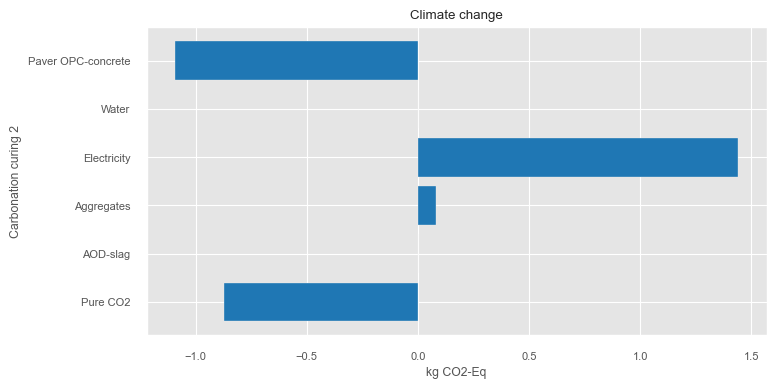 Climate change
Carbonation curing 2
Paver OPC-concrete
Water
Electricity
Aggregates
AOD-slag
Pure CO2
−1.0 −0.5 0.0 0.5 1.0 1.5
kg CO2-Eq